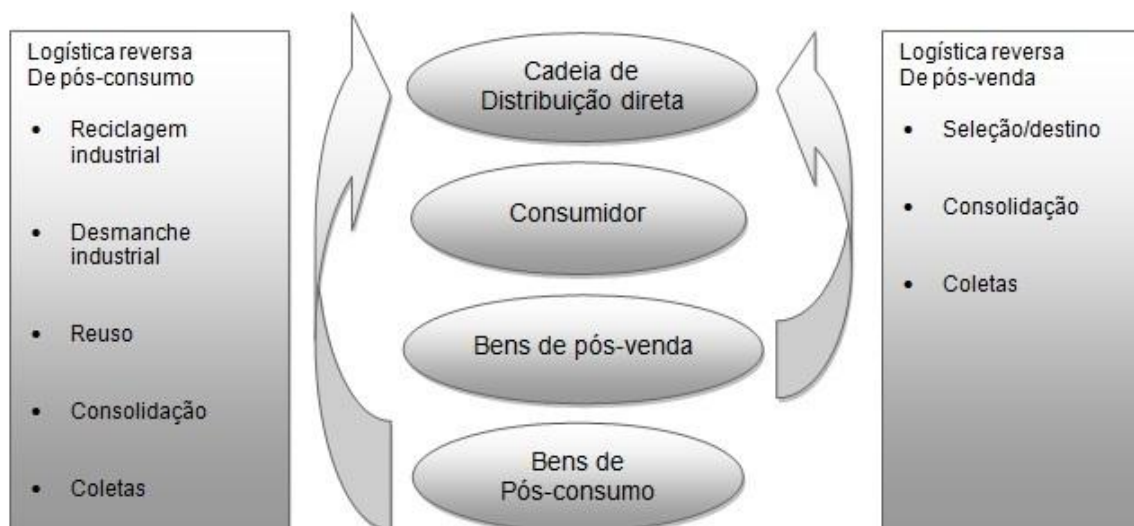 Logística reversa
De pós-consumo
• Reciclagem
industrial
• Desmanche
industrial
• Reuso
• Consolidação
• Coletas
Cadeia de
Distribuição direta
Consumidor
Bens de pós-venda
Bens de
Pós-consumo
Logística reversa
De pós-venda
• Seleção/destino
• Consolidação
• Coletas